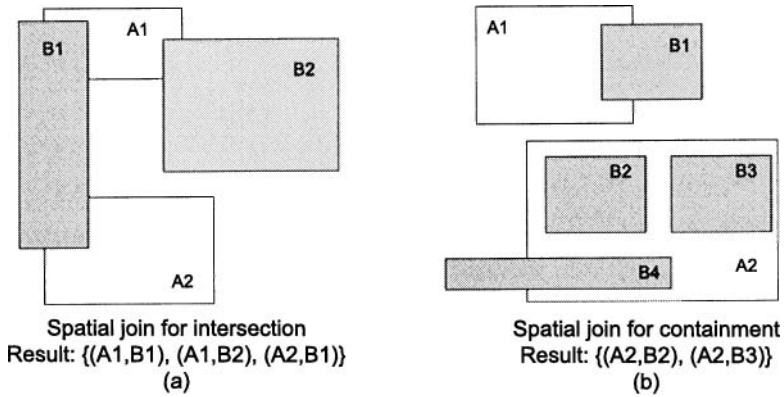 A1
B1
B2
A2
Spatial join for intersection
Result: {(A1,B1), (A1,B2), (A2,B1)}
(a)
A1
B1
B2
B3
B4
A2
Spatial join for containment
Result: {(A2,B2), (A2,B3)}
(b)